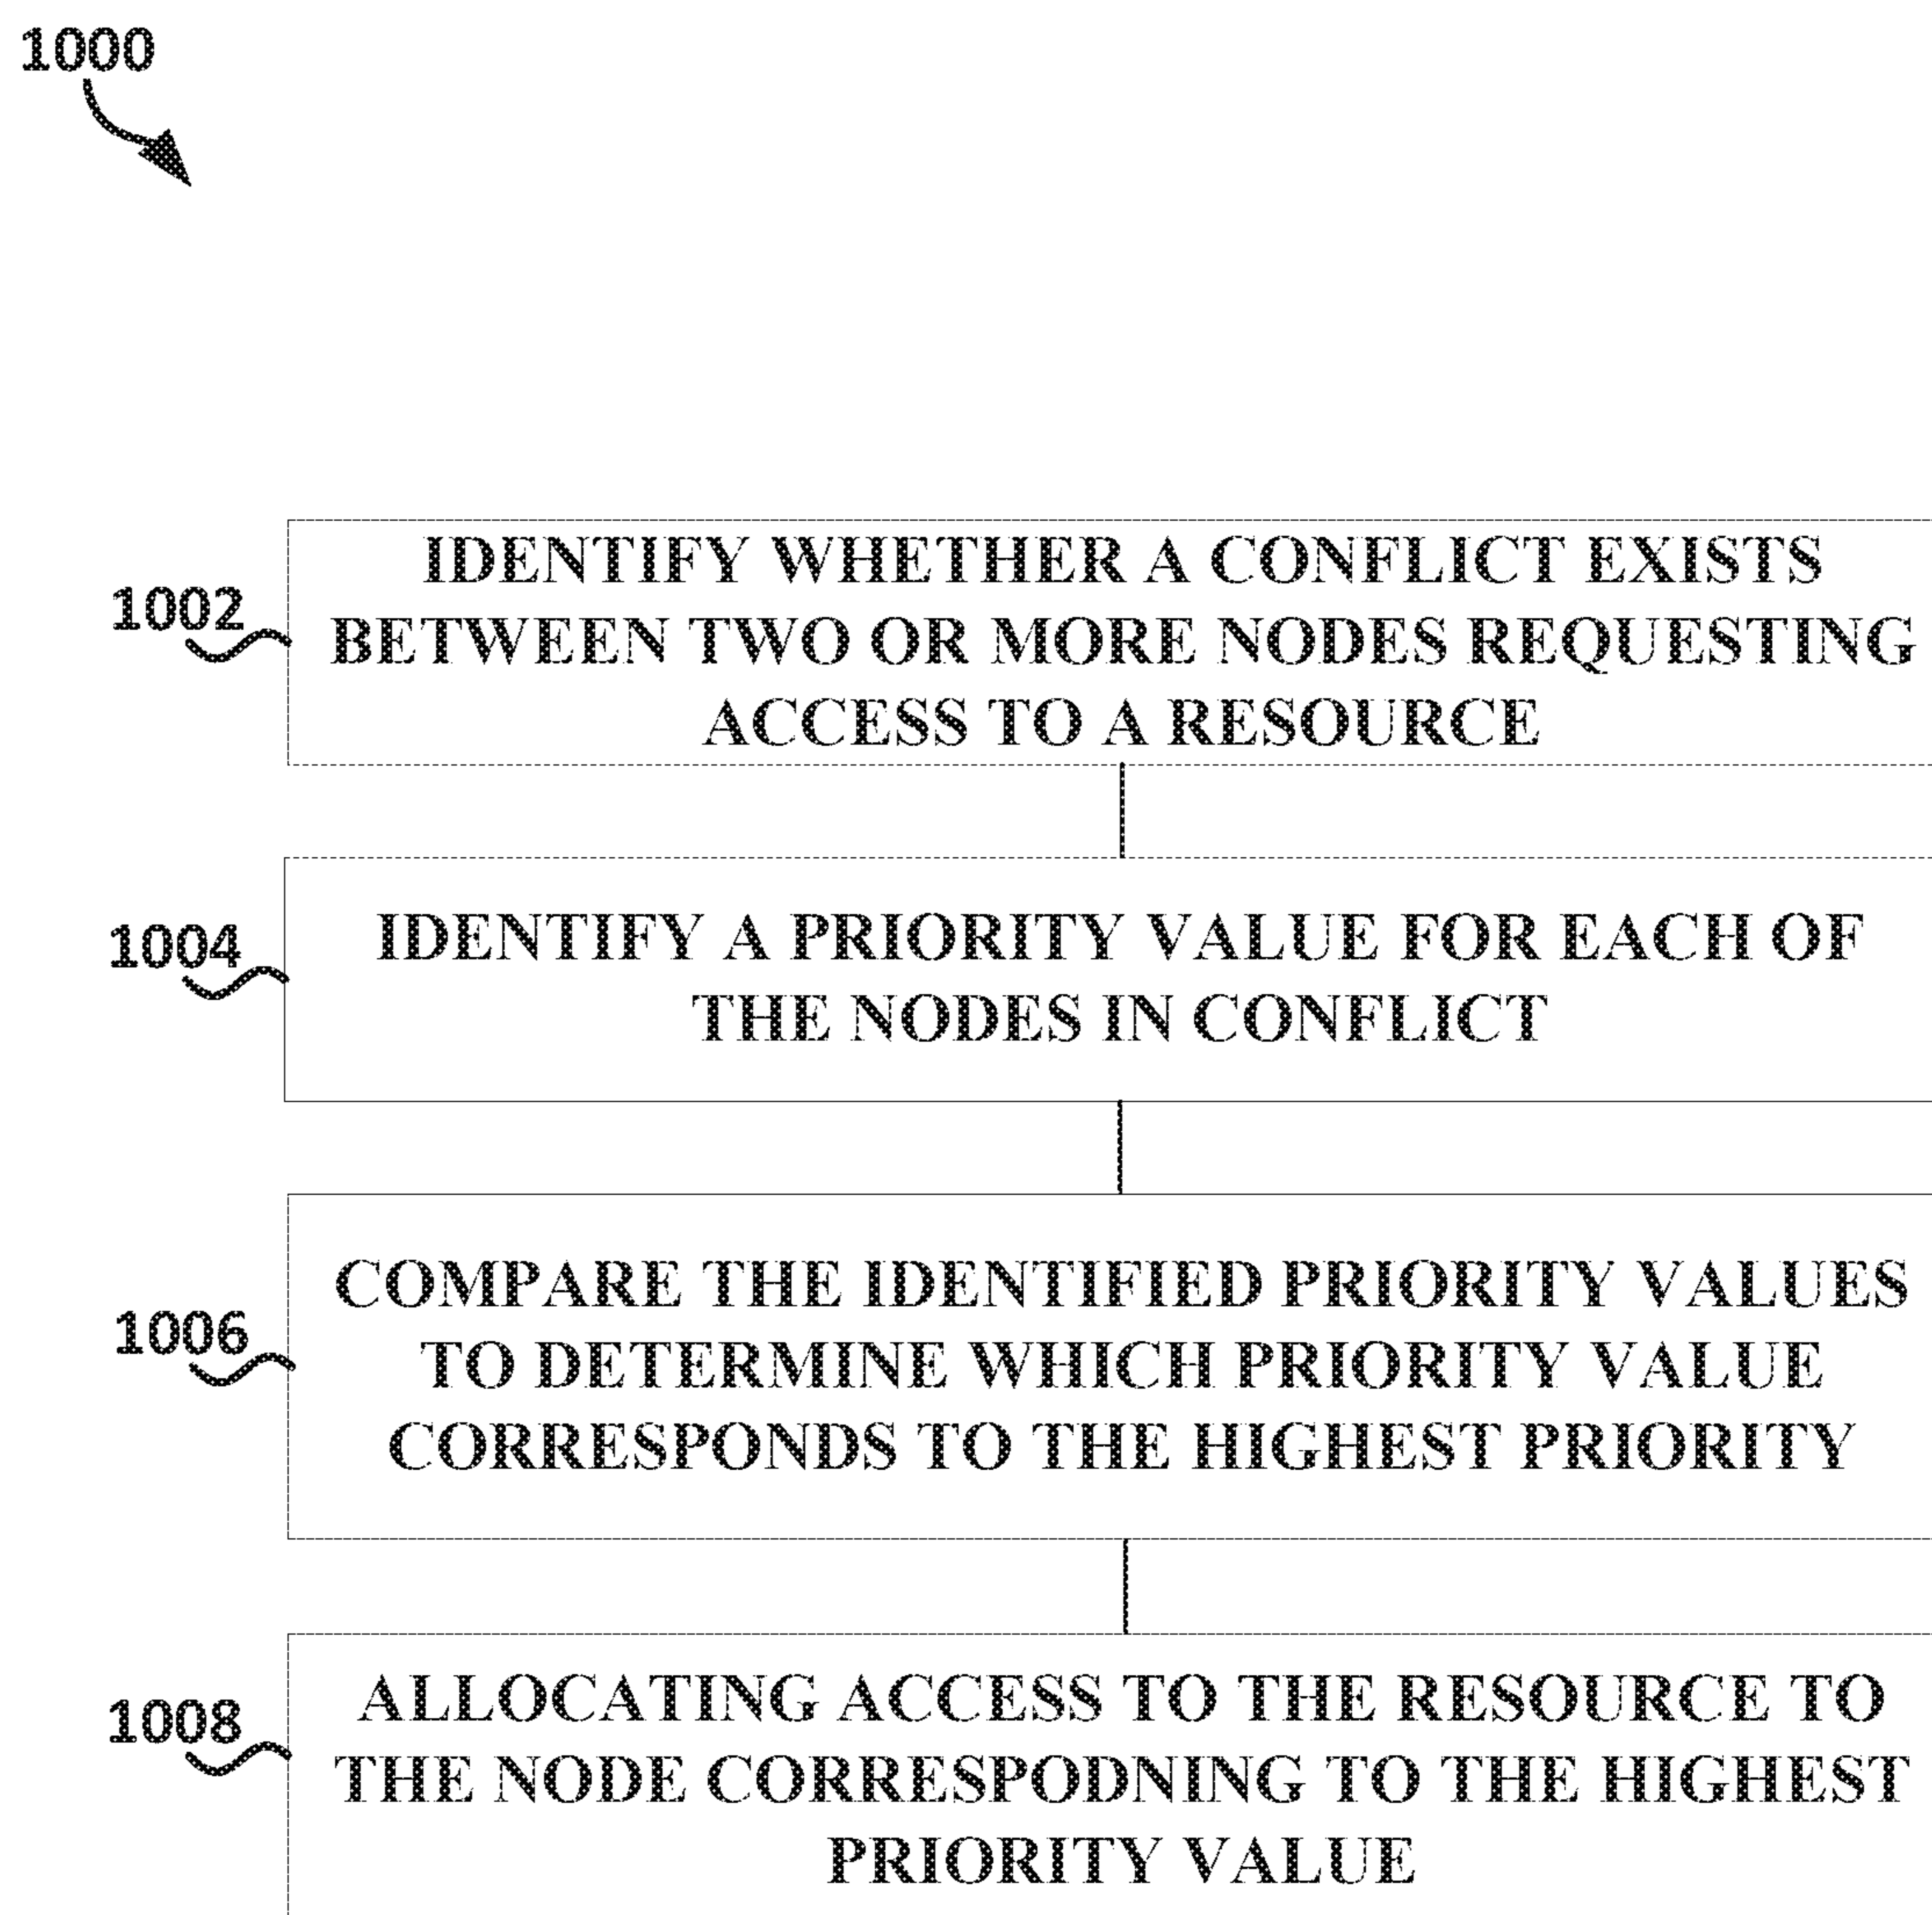 1000
1002
IDENTIFY WHETHER A CONFLICT EXISTS
BETWEEN TWO OR MORE NODES REQUESTING
ACCESS TO A RESOURCE
1004
IDENTIFY A PRIORITY VALUE FOR EACH OF
THE NODES IN CONFLICT
1006
COMPARE THE IDENTIFIED PRIORITY VALUES
TO DETERMINE WHICH PRIORITY VALUE
CORRESPONDS TO THE HIGHEST PRIORITY
1008
ALLOCATING ACCESS TO THE RESOURCE TO
THE NODE CORRESPODNING TO THE HIGHEST
PRIORITY VALUE